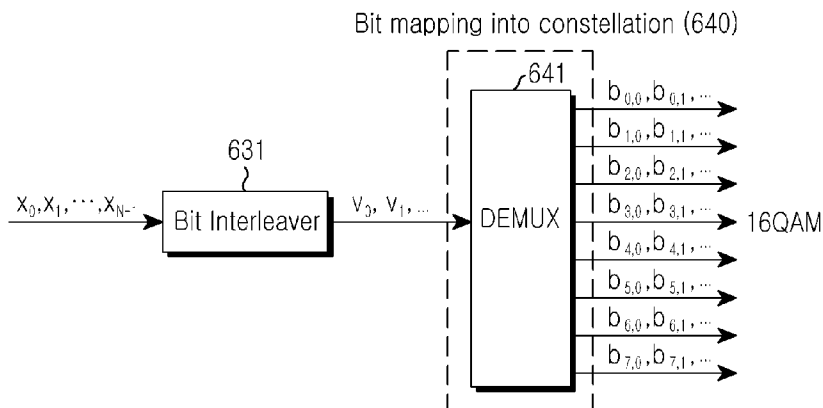 Bit mapping into constellation (640)
641
b0,0, b0,1, ...
b1,0, b1,1, ...
631
b2,0, b2,1, ...
x0, x1, ···, xN-
Bit Interleaver
v0, v1, ...
DEMUX
b3,0, b3,1, ...
16QAM
b4,0, b4,1, ...
b5,0, b5,1, ...
b6,0, b6,1, ...
b7,0, b7,1, ...